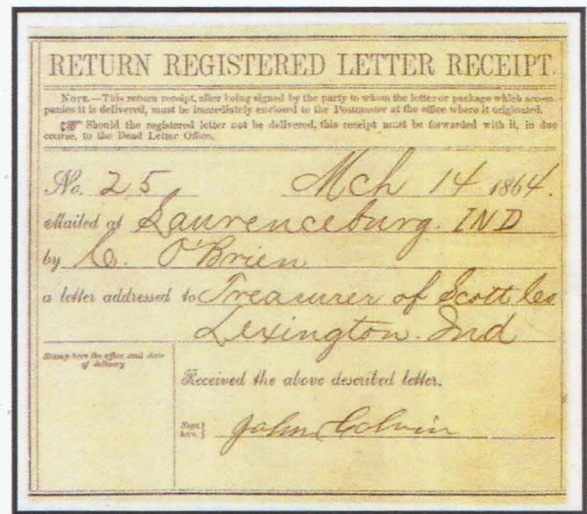 RETURN REGISTERED LETTER RECEIPT.
NOTE.—This return receipt, after being signed by the party to whom the letter or package which accom-
panies it is delivered, must be immediately enclosed to the Postmaster at the office where it originated.
☞ Should the registered letter not be delivered, this receipt must be forwarded with it, in due
course, to the Dead Letter Office.
No. 25 Mch 14 1864.
Mailed at Laurenceburg. IND
by C. O'Brien
a letter addressed to Treasurer of Scott Co
Lexington. Ind
Stamp here the office and date
of delivery
Received the above described letter.
Sign
here.} John Colvin